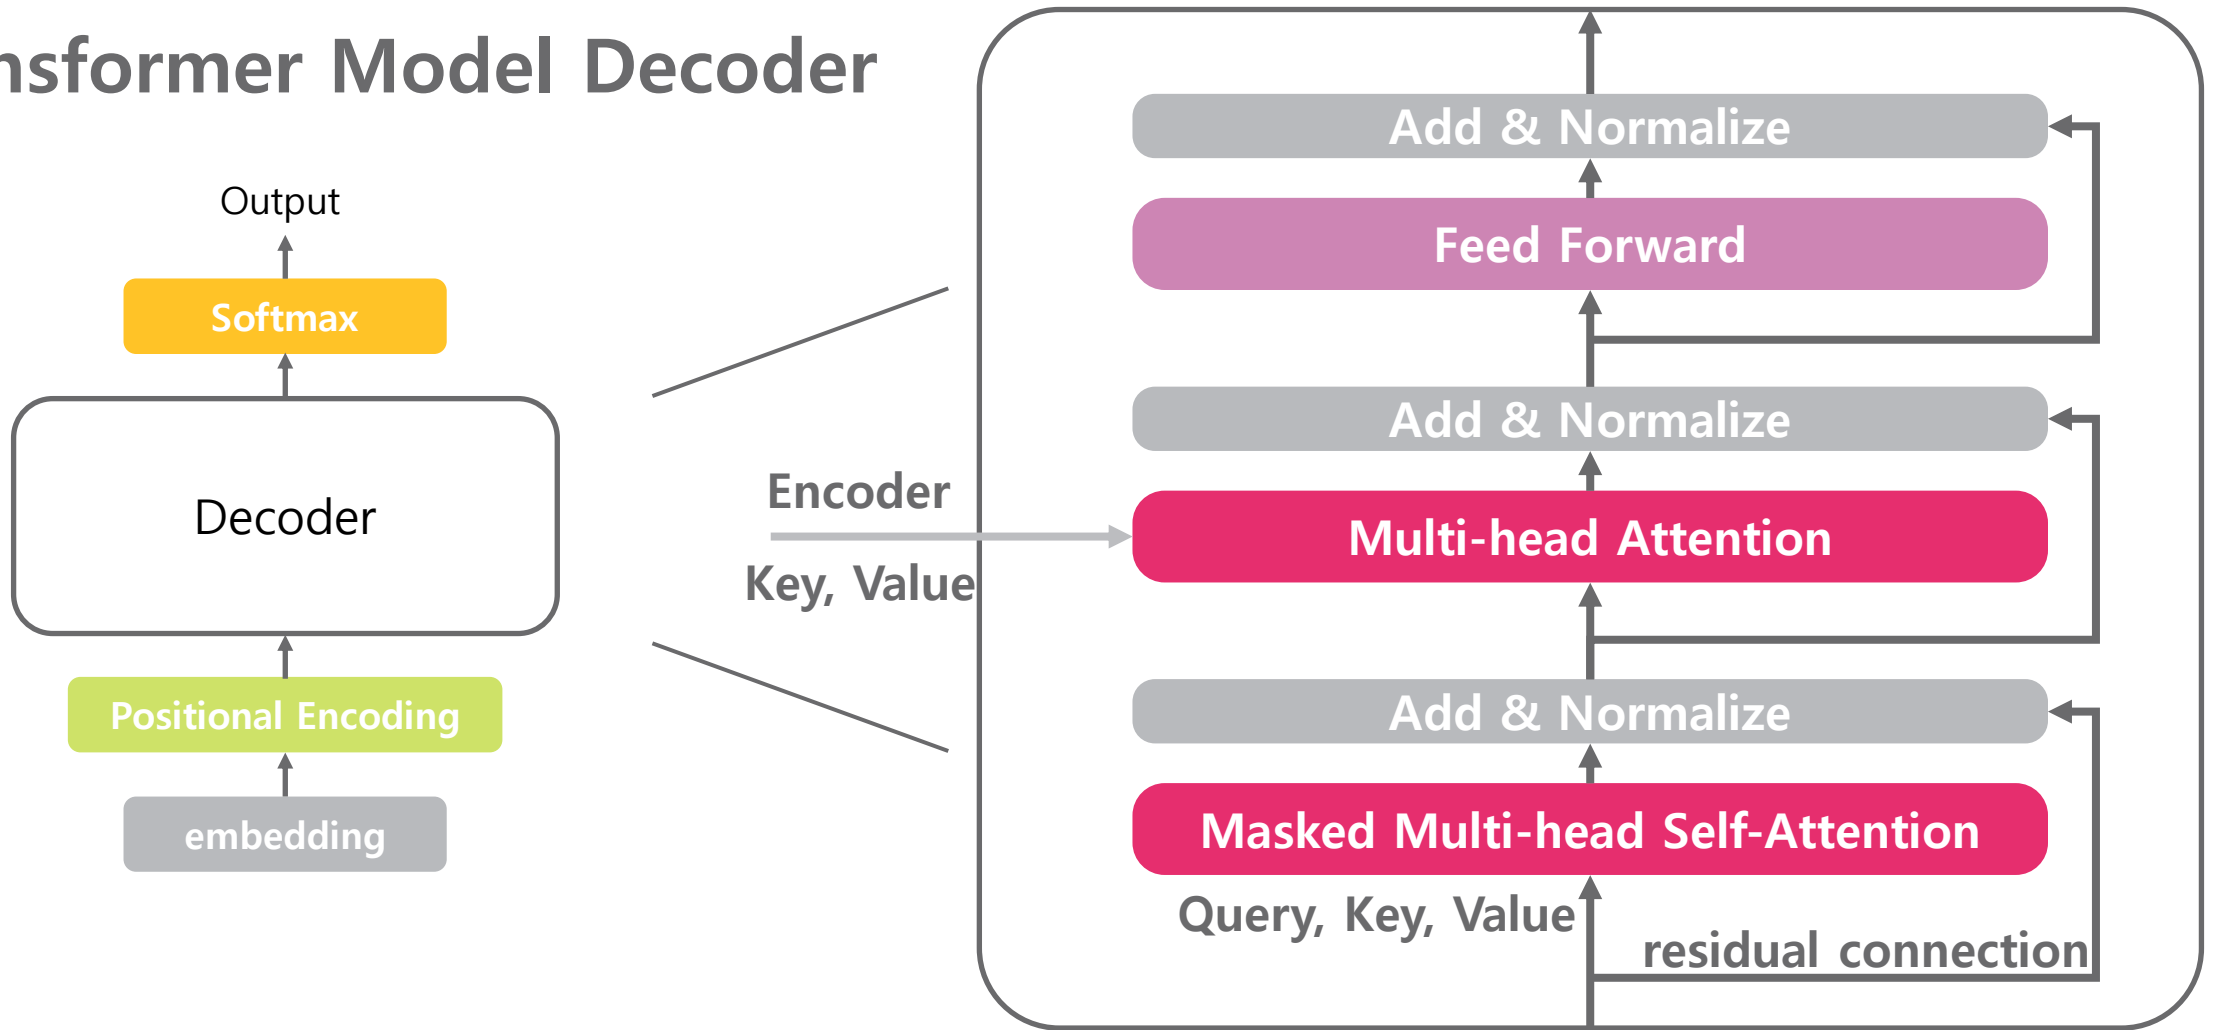 nsformer Model Decoder
Output
Softmax
Decoder
Positional Encoding
embedding
Encoder
Key, Value
Add & Normalize
Feed Forward
Add & Normalize
Multi-head Attention
Add & Normalize
Masked Multi-head Self-Attention
Query, Key, Value
residual connection